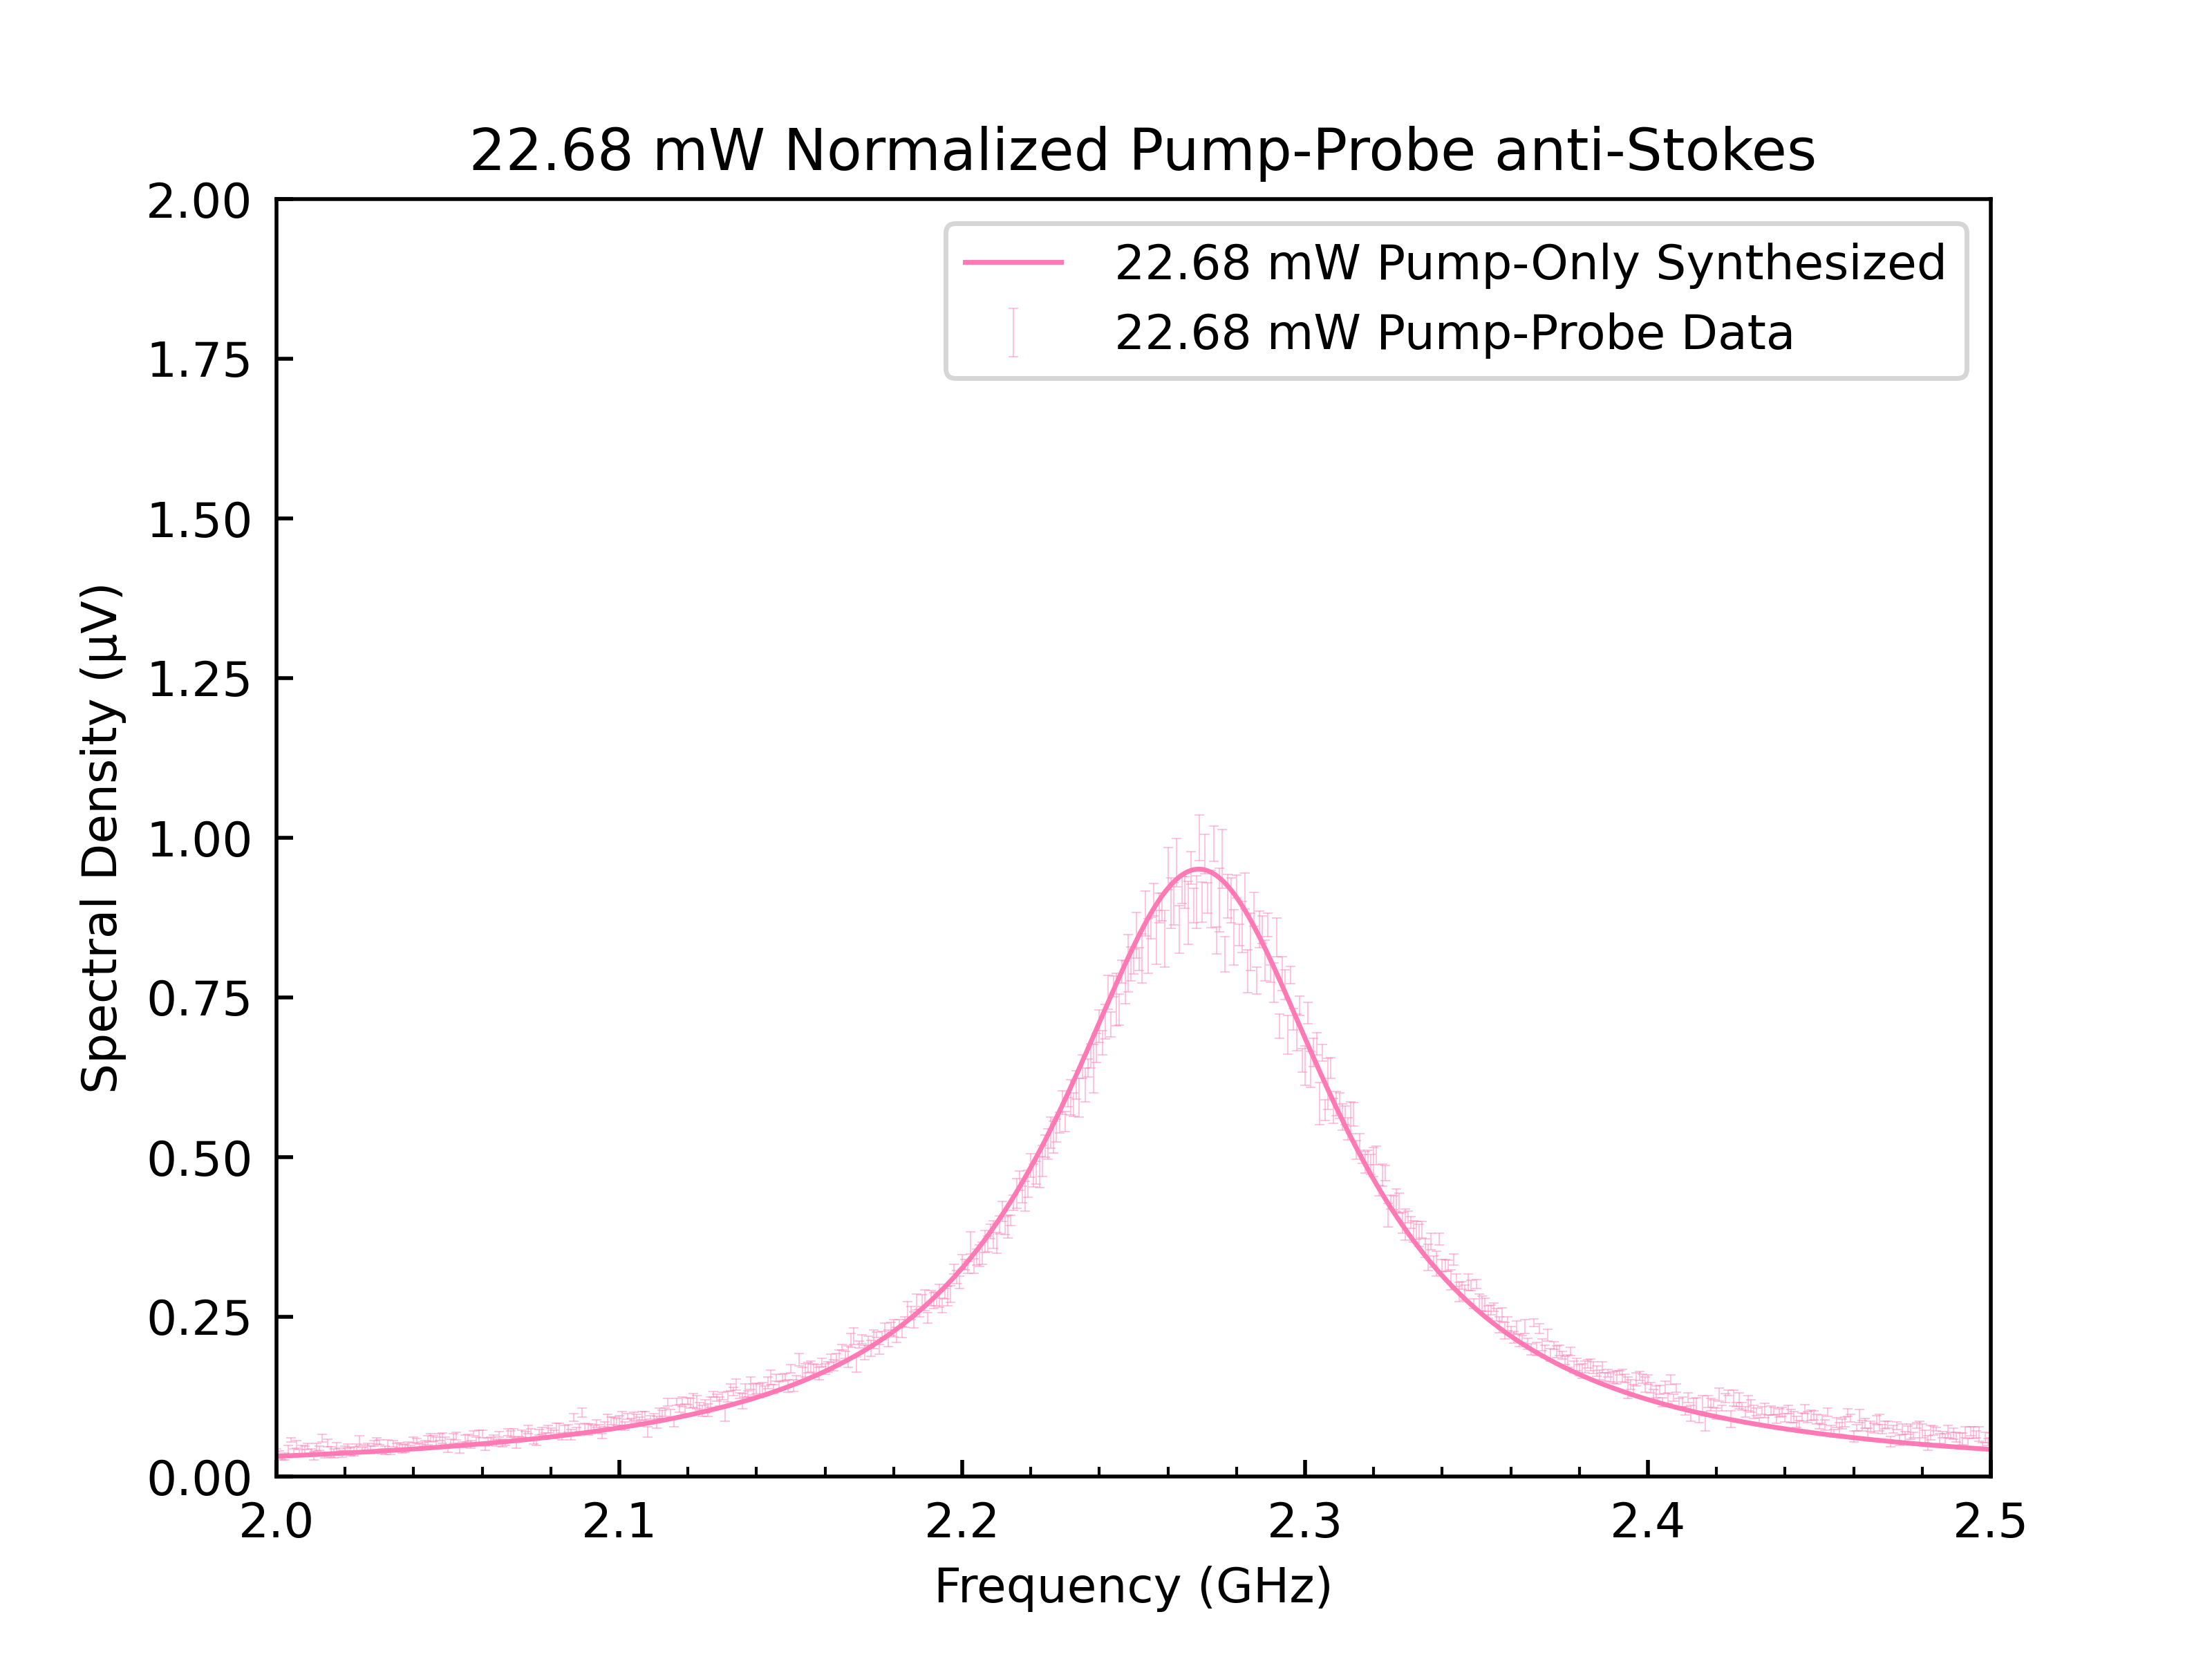 22.68 mW Normalized Pump-Probe anti-Stokes
22.68 mW Pump-Only Synthesized
22.68 mW Pump-Probe Data
Spectral Density (µV)
2.00
1.75
1.50
1.25
1.00
0.75
0.50
0.25
0.00
2.0 2.1 2.2 2.3 2.4 2.5
Frequency (GHz)